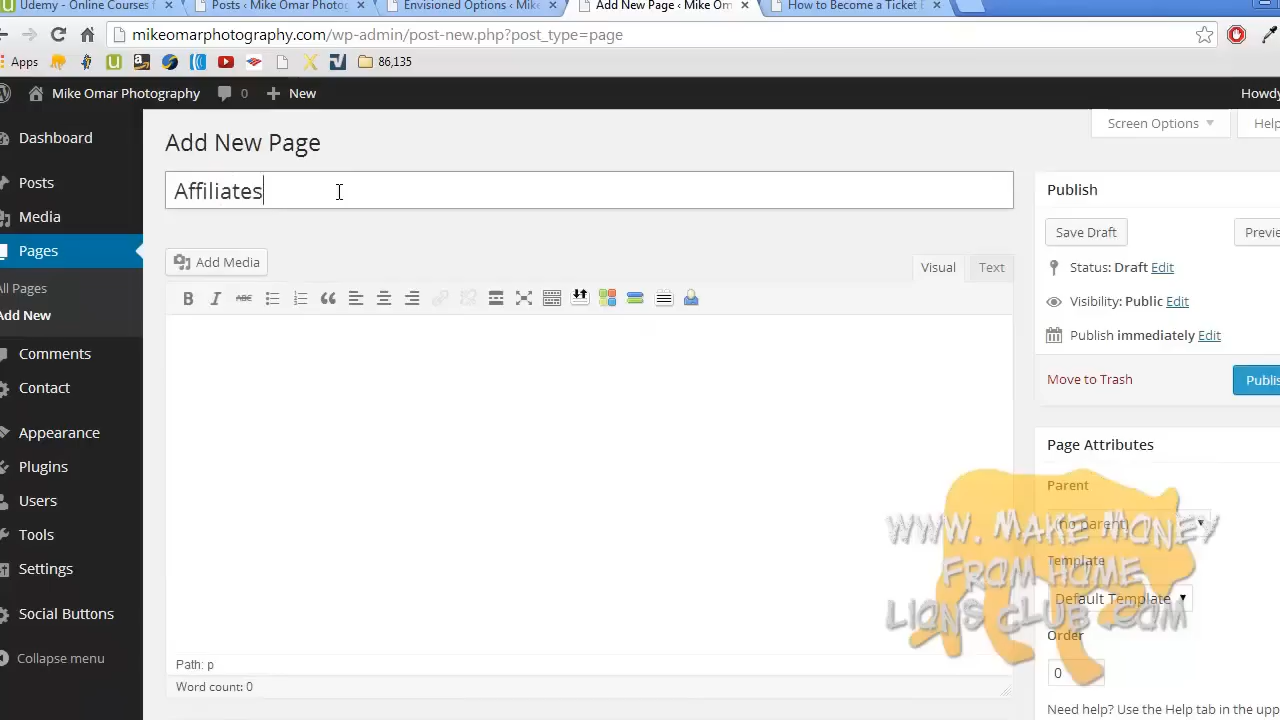 Udemy - Online Courses
Posts ‹ Mike Omar Photog
Envisioned Options ‹ Mike
Add New Page ‹ Mike Om
How to Become a Ticket
mikeomarphotography.com/wp-admin/post-new.php?post_type=page
Apps
86,135
Mike Omar Photography
0
New
Howdy
Dashboard
Posts
Media
Pages
All Pages
Add New
Comments
Contact
Appearance
Plugins
Users
Tools
Settings
Social Buttons
Collapse menu
Screen Options
Help
Add New Page
Affiliates
Add Media
Visual
Text
B I ABC
Path: p
Word count: 0
Publish
Save Draft
Previe
Status: Draft Edit
Visibility: Public Edit
Publish immediately Edit
Move to Trash
Publis
Page Attributes
Parent
(no parent)
Template
Default Template
Order
0
Need help? Use the Help tab in the upp
WWW. MAKE MONEY
FROM HOME
LIONS CLUB .COM